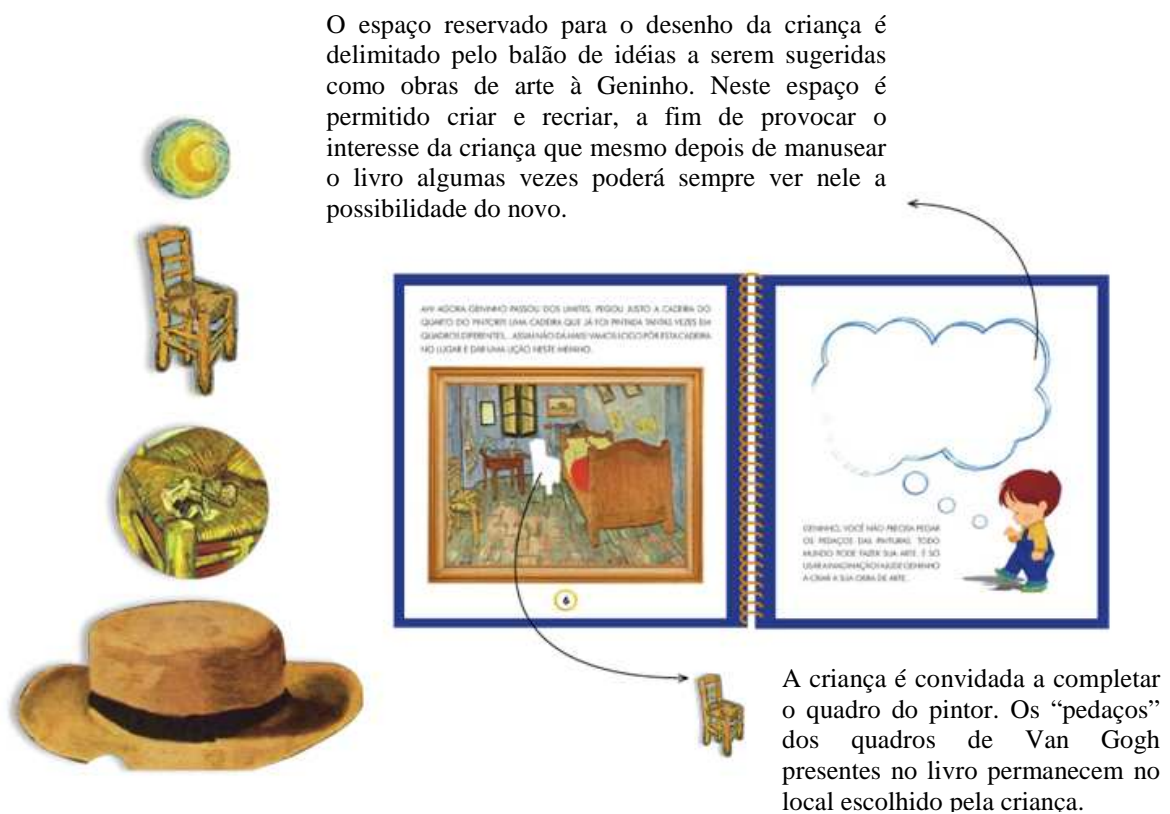 O espaço reservado para o desenho da criança é
delimitado pelo balão de idéias a serem sugeridas
como obras de arte à Geninho. Neste espaço é
permitido criar e recriar, a fim de provocar o
interesse da criança que mesmo depois de manusear
o livro algumas vezes poderá sempre ver nele a
possibilidade do novo.
AH! AGORA GENINHO PASSOU DOS LIMITES, PEGOU JUSTO A CADEIRA DO
QUARTO DO PINTOR!!! UMA CADEIRA QUE JÁ FOI PINTADA TANTAS VEZES EM
QUADROS DIFERENTES... ASSIM NÃO DÁ MAIS! VAMOS LOGO PÔR ESTA CADEIRA
NO LUGAR E DAR UMA LIÇÃO NESTE MENINO.
6
GENINHO, VOCÊ NÃO PRECISA PEGAR
OS PEDAÇOS DAS PINTURAS. TODO
MUNDO PODE FAZER SUA ARTE. É SÓ
USAR A IMAGINAÇÃO! AJUDE GENINHO
A CRIAR A SUA OBRA DE ARTE.
A criança é convidada a completar
o quadro do pintor. Os “pedaços”
dos quadros de Van Gogh
presentes no livro permanecem no
local escolhido pela criança.